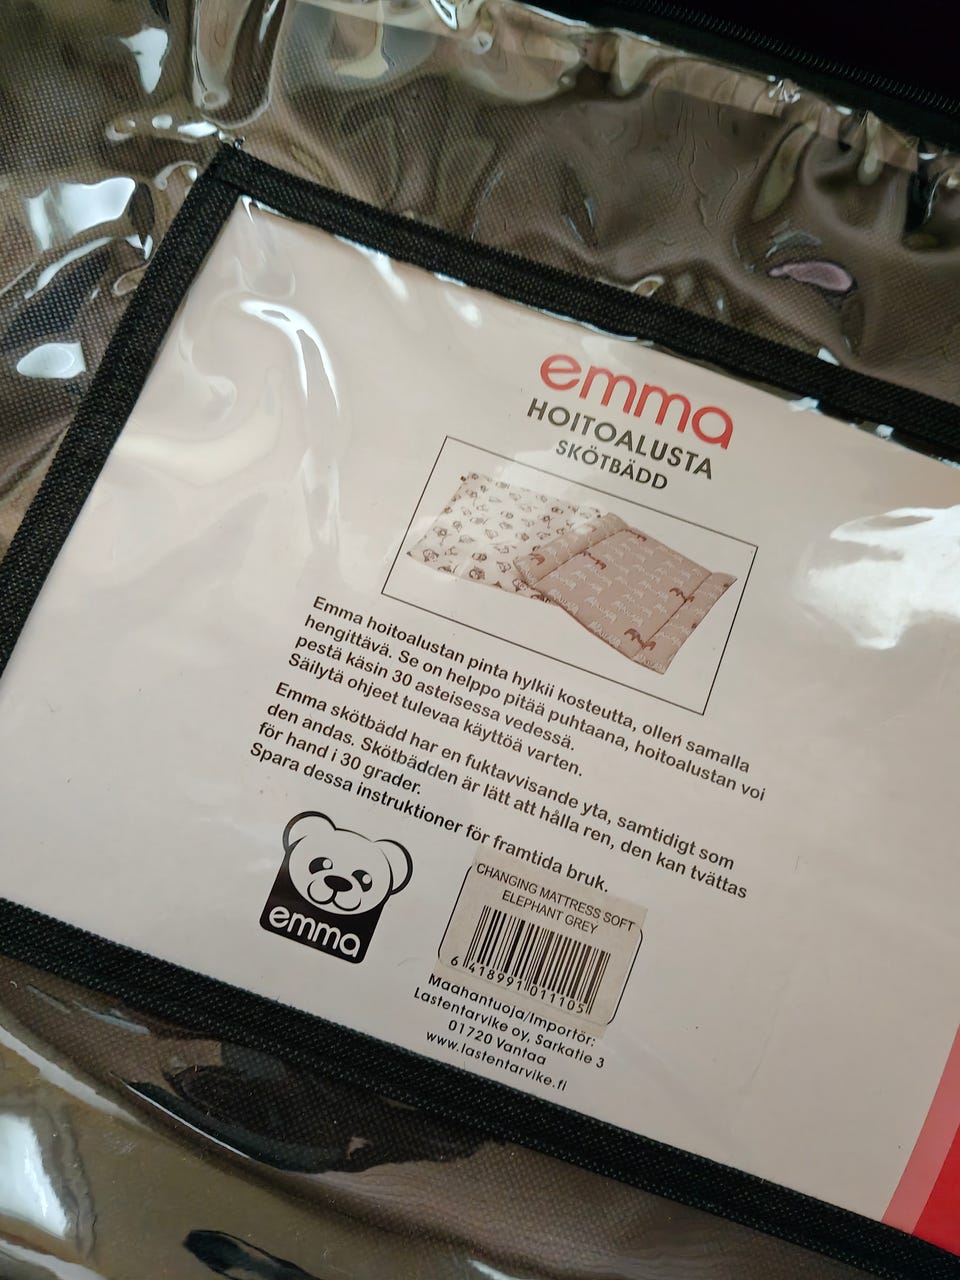 emma
HOITOALUSTA
SKÖTBÄDD
Emma hoitoalustan pinta hylkii kosteutta, ollen samalla
hengittävä. Se on helppo pitää puhtaana, hoitoalustan voi
pestä käsin 30 asteisessa vedessä.
Säilytä ohjeet tulevaa käyttöä varten.
Emma skötbädd har en fuktavvisande yta, samtidigt som
den andas. Skötbädden är lätt att hålla ren, den kan tvättas
för hand i 30 grader.
Spara dessa instruktioner för framtida bruk.
emma
CHANGING MATTRESS SOFT
ELEPHANT GREY
6 418991 011105
Maahantuoja/Importör:
Lastentarvike oy, Sarkatie 3
01720 Vantaa
www.lastentarvike.fi